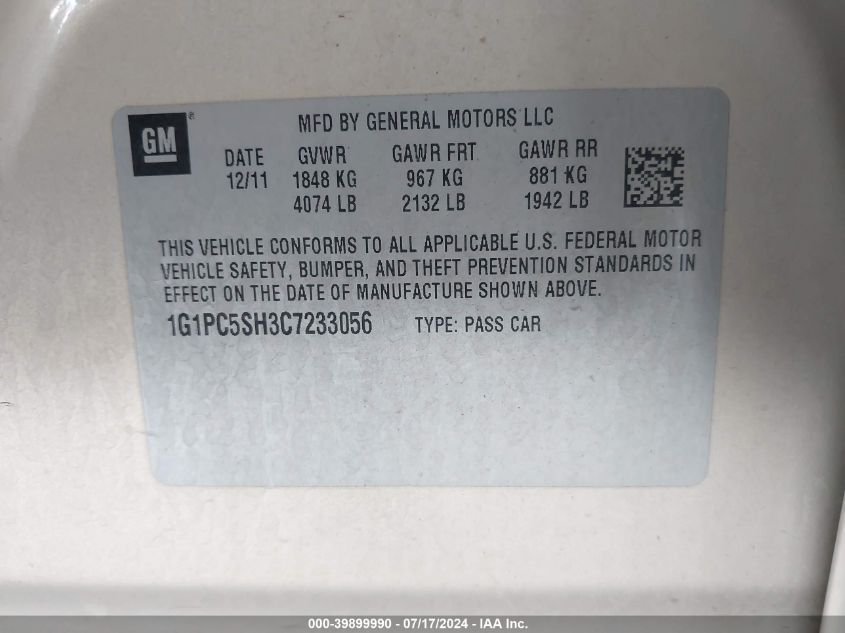 GM ®
MFD BY GENERAL MOTORS LLC
DATE GVWR GAWR FRT GAWR RR
12/11 1848 KG 967 KG 881 KG
4074 LB 2132 LB 1942 LB
THIS VEHICLE CONFORMS TO ALL APPLICABLE U.S. FEDERAL MOTOR
VEHICLE SAFETY, BUMPER, AND THEFT PREVENTION STANDARDS IN
EFFECT ON THE DATE OF MANUFACTURE SHOWN ABOVE.
1G1PC5SH3C7233056 TYPE: PASS CAR
000-39899990 - 07/17/2024 - IAA Inc.